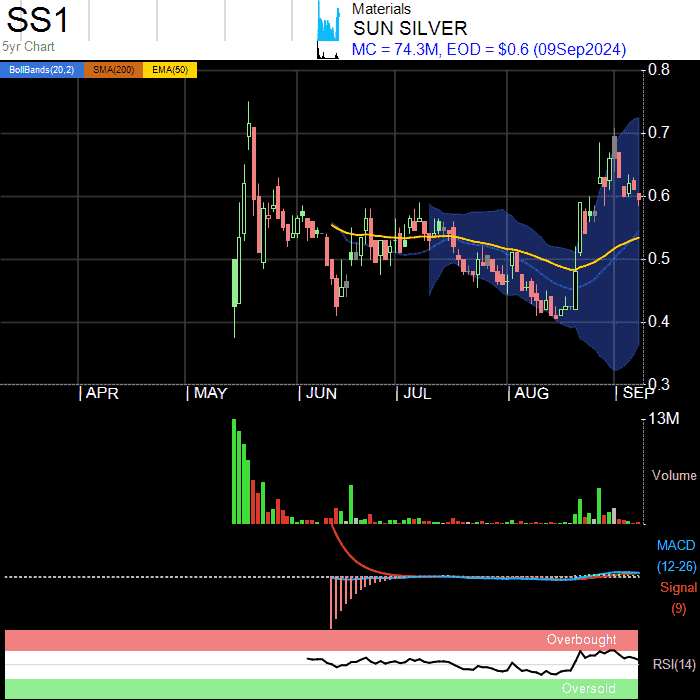 SS1
5yr Chart
Materials
SUN SILVER
MC = 74.3M, EOD = $0.6 (09Sep2024)
BollBands(20,2) SMA(200) EMA(50)
0.8
0.7
0.6
0.5
0.4
0.3
APR MAY JUN JUL AUG SEP
13M
Volume
MACD
(12-26)
Signal
(9)
Overbought
RSI(14)
Oversold